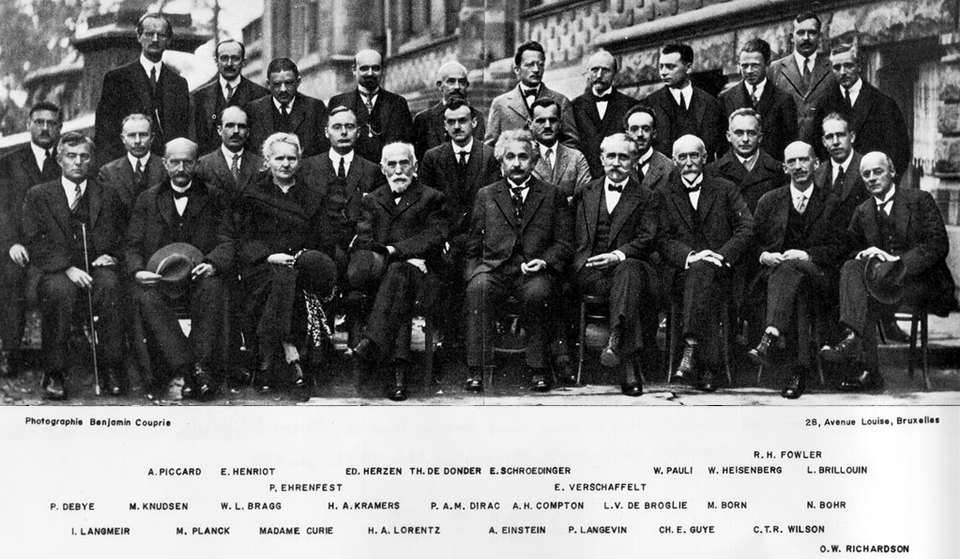 Photographie Benjamin Couprie 28, Avenue Louise, Bruxelles
R.H. FOWLER
A. PICCARD E. HENRIOT ED. HERZEN TH. DE DONDER E. SCHROEDINGER W. PAULI W. HEISENBERG L. BRILLOUIN
P. EHRENFEST E. VERSCHAFFELT
P. DEBYE M. KNUDSEN W.L. BRAGG H.A. KRAMERS P.A.M. DIRAC A.H. COMPTON L.V. DE BROGLIE M. BORN N. BOHR
I. LANGMEIR M. PLANCK MADAME CURIE H.A. LORENTZ A. EINSTEIN P. LANGEVIN CH.E. GUYE C.T.R. WILSON
O.W. RICHARDSON